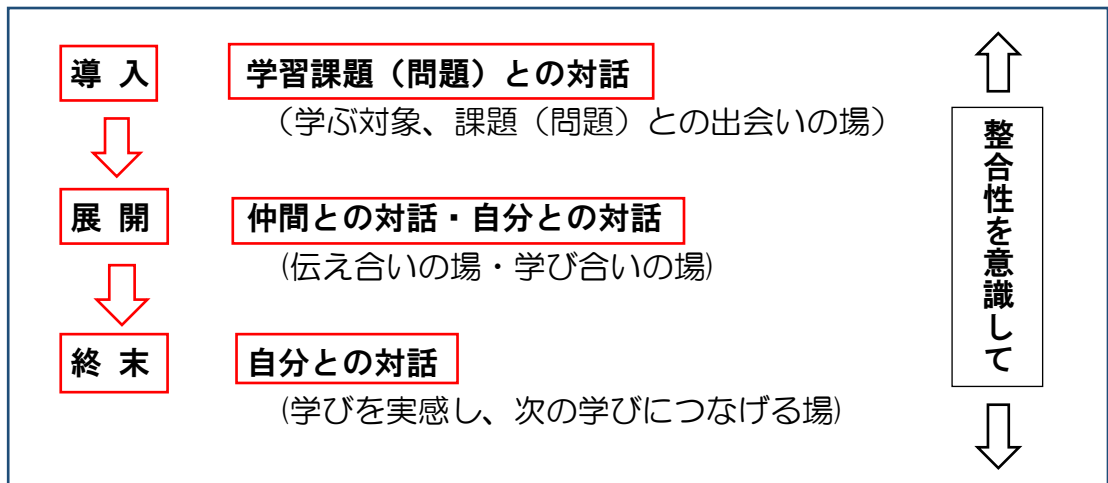 導 入 学習課題（問題）との対話
（学ぶ対象、課題（問題）との出会いの場）
展 開 仲間との対話・自分との対話
(伝え合いの場・学び合いの場)
終 末 自分との対話
(学びを実感し、次の学びにつなげる場)
整合性を意識して